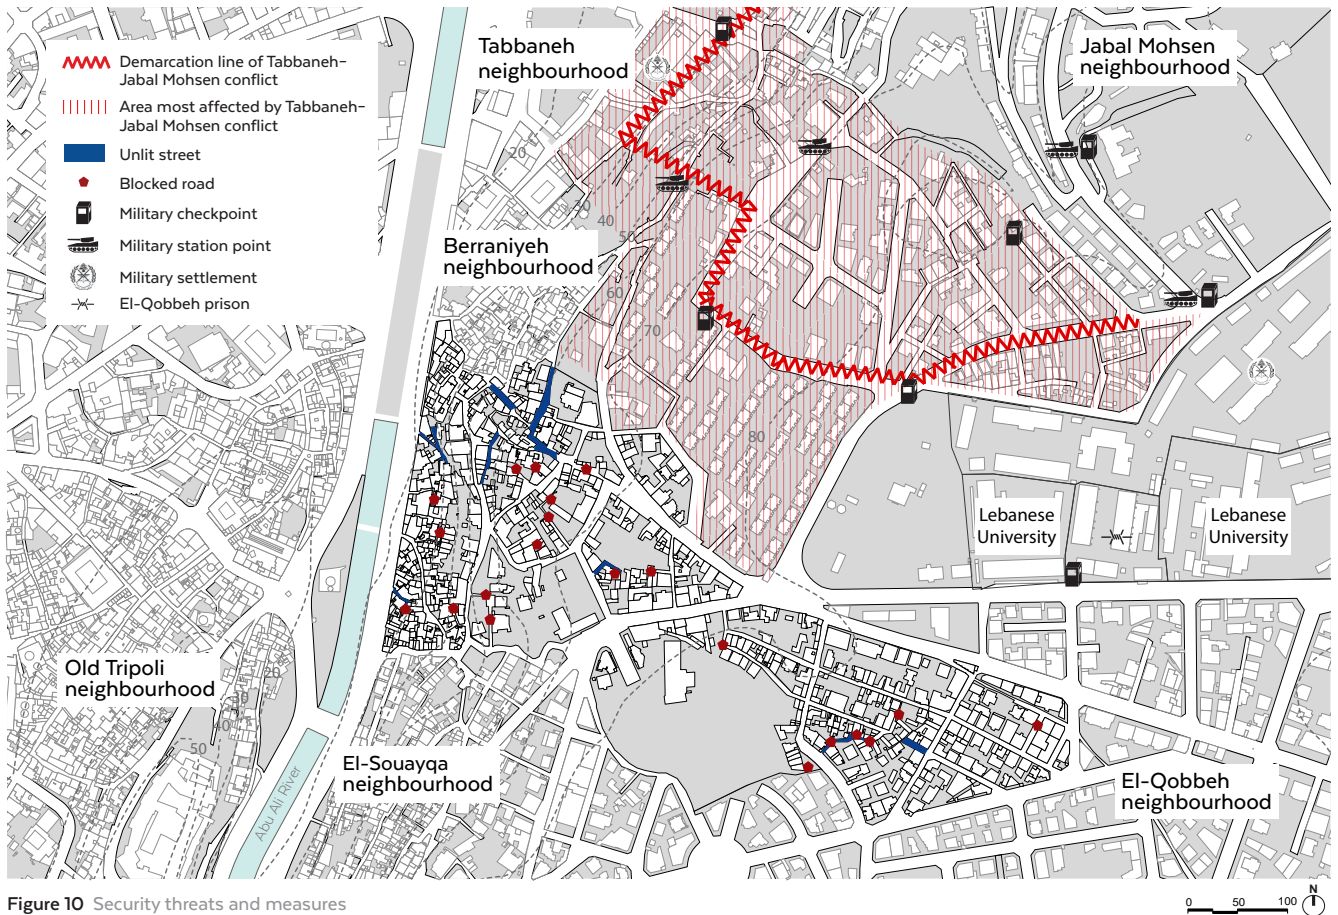 Demarcation line of Tabbaneh–
Jabal Mohsen conflict
Area most affected by Tabbaneh–
Jabal Mohsen conflict
Unlit street
Blocked road
Military checkpoint
Military station point
Military settlement
El-Qobbeh prison
Tabbaneh
neighbourhood
Jabal Mohsen
neighbourhood
20
30
40
50
Berraniyeh
neighbourhood
60
70
80
Lebanese
University
Lebanese
University
Old Tripoli
neighbourhood
20
30
40
50
El-Souayqa
neighbourhood
Abu Ali River
El-Qobbeh
neighbourhood
Figure 10 Security threats and measures
0 50 100
N